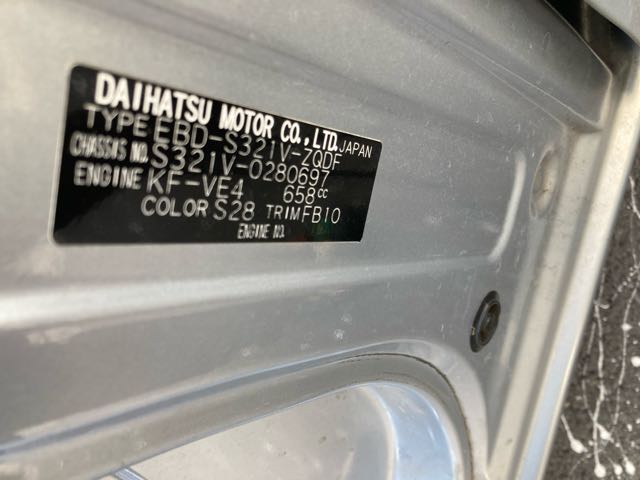 DAIHATSU MOTOR CO., LTD. JAPAN
TYPE EBD-S321V-ZQDF
CHASSIS NO. S321V-0280697
ENGINE KF-VE4 658cc
COLOR S28 TRIM FB10
ENGINE NO.